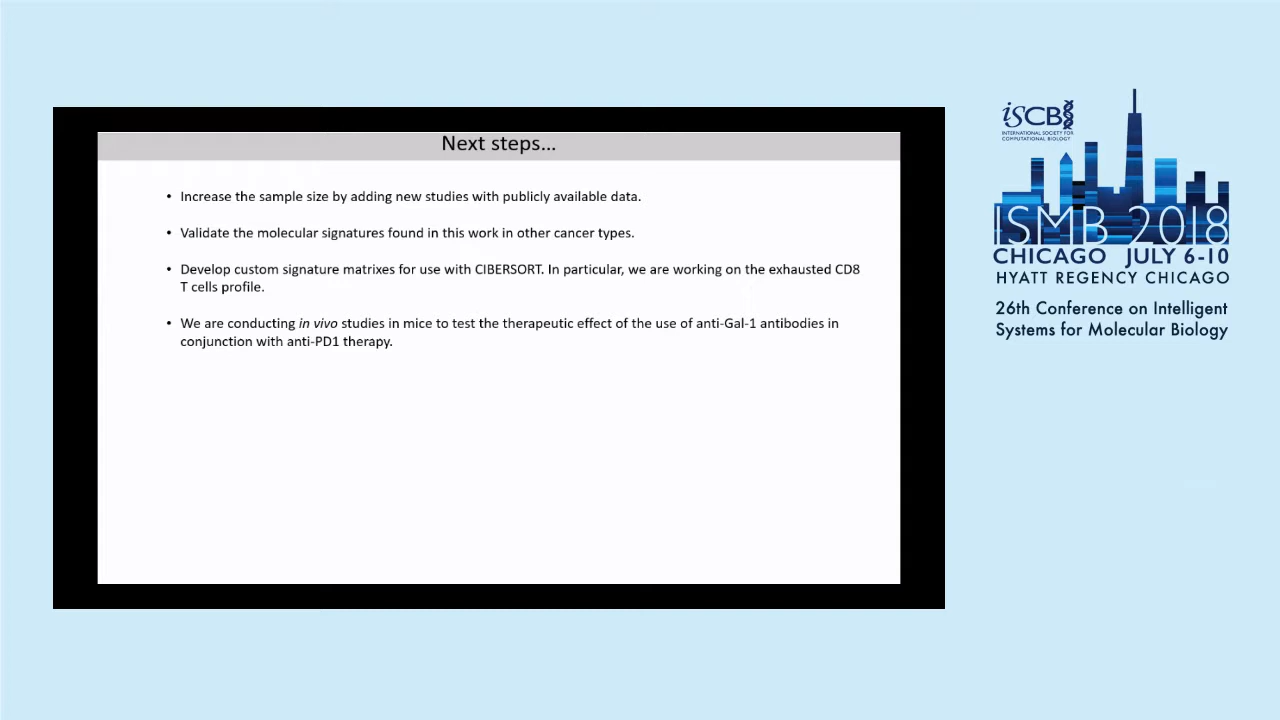 Next steps...
• Increase the sample size by adding new studies with publicly available data.
• Validate the molecular signatures found in this work in other cancer types.
• Develop custom signature matrixes for use with CIBERSORT. In particular, we are working on the exhausted CD8
T cells profile.
• We are conducting in vivo studies in mice to test the therapeutic effect of the use of anti-Gal-1 antibodies in
conjunction with anti-PD1 therapy.
iSCB
INTERNATIONAL SOCIETY FOR
COMPUTATIONAL BIOLOGY
ISMB 2018
CHICAGO JULY 6-10
HYATT REGENCY CHICAGO
26th Conference on Intelligent
Systems for Molecular Biology